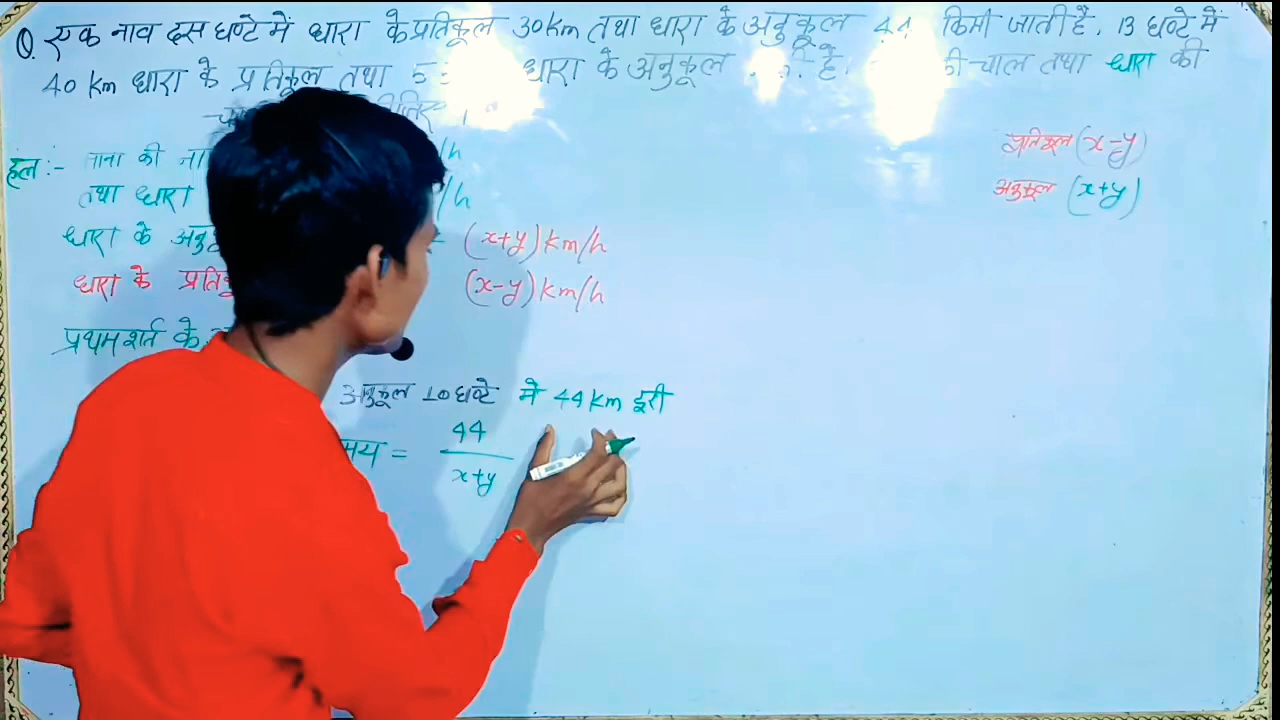 Q. एक नाव दस घण्टे में धारा के प्रतिकूल 30km तथा धारा के अनुकूल 44 किमी जाती है. 13 घण्टे में
40 km धारा के प्रतिकूल तथा 5 धारा के अनुकूल है। की चाल तथा धारा की
हल:- माना की ना /h
तथा धारा /h
धारा के अनु = (x+y) km/h
धारा के प्रति (x-y) km/h
प्रतिकूल (x-y)
अनुकूल (x+y)
प्रथम शर्त के
अनुकूल 10 घण्टे मे 44 km दूरी
मय = 44
x+y